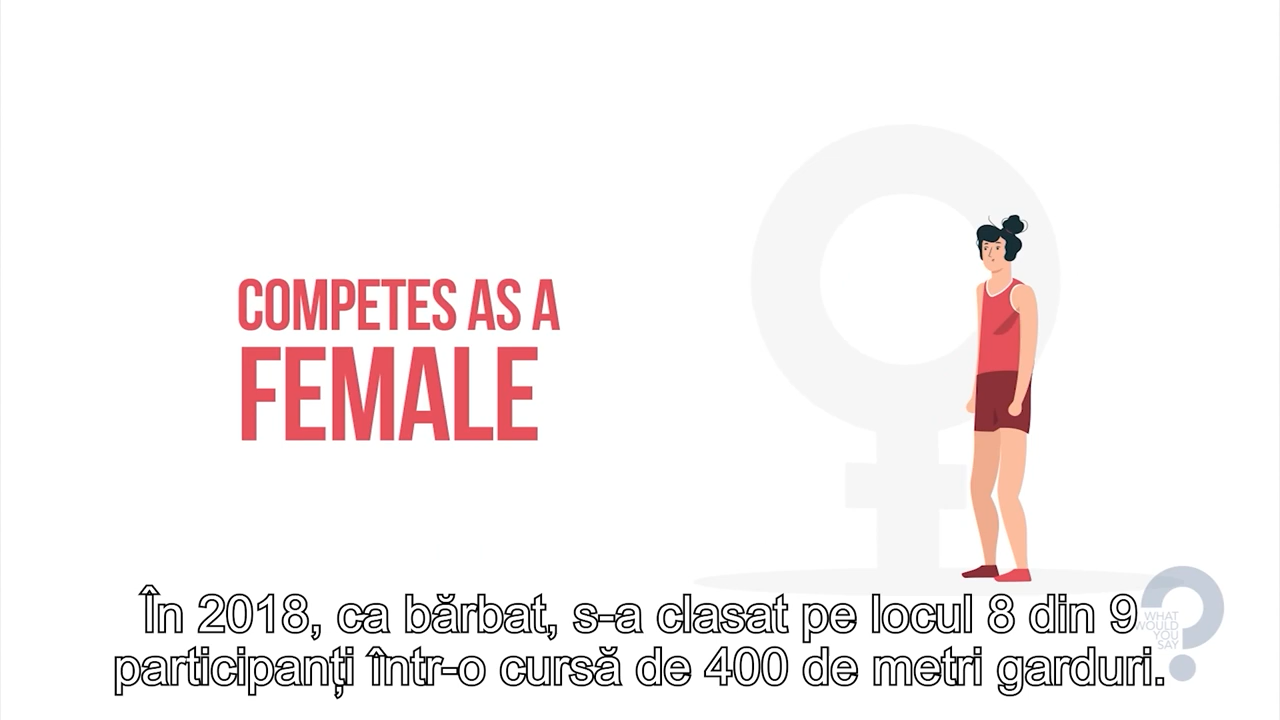 COMPETES AS A
FEMALE
În 2018, ca bărbat, s-a clasat pe locul 8 din 9
participanți într-o cursă de 400 de metri garduri.
WHAT
WOULD
YOU
SAY
?